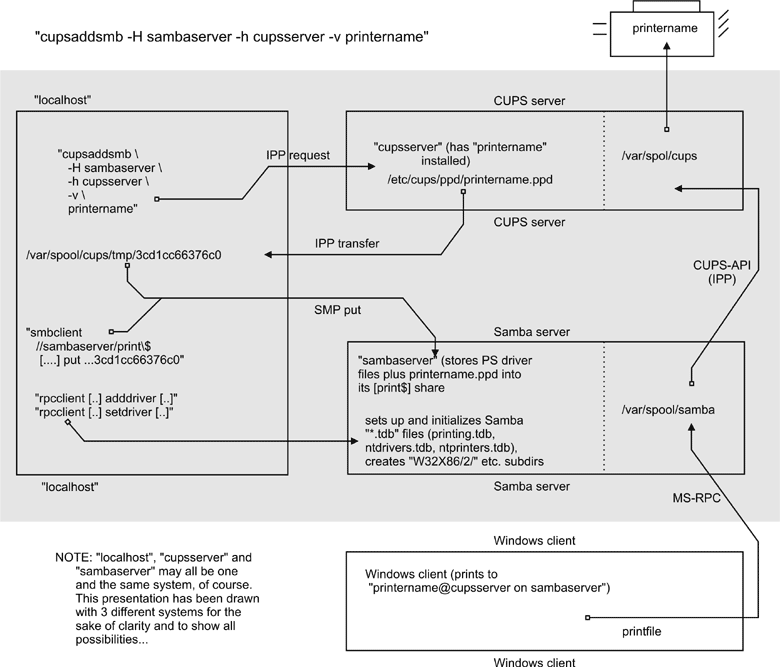 "cupsaddsmb -H sambaserver -h cupsserver -v printername"
printername
"localhost"
CUPS server
"cupsaddsmb \
-H sambaserver \
-h cupsserver \
-v \
printername"
IPP request
"cupsserver" (has "printername"
installed)
/etc/cups/ppd/printername.ppd
/var/spol/cups
CUPS server
/var/spool/cups/tmp/3cd1cc66376c0
IPP transfer
CUPS-API
(IPP)
SMP put
"smbclient
//sambaserver/print\$
[....] put ...3cd1cc66376c0"
"rpcclient [..] adddriver [..]"
"rpcclient [..] setdriver [..]"
Samba server
"sambaserver" (stores PS driver
files plus printername.ppd into
its [print$] share
sets up and initializes Samba
"*.tdb" files (printing.tdb,
ntdrivers.tdb, ntprinters.tdb),
creates "W32X86/2/" etc. subdirs
/var/spool/samba
"localhost"
Samba server
MS-RPC
NOTE: "localhost", "cupsserver" and
"sambaserver" may all be one
and the same system, of course.
This presentation has been drawn
with 3 different systems for the
sake of clarity and to show all
possibilities...
Windows client
Windows client (prints to
"printername@cupsserver on sambaserver")
printfile
Windows client